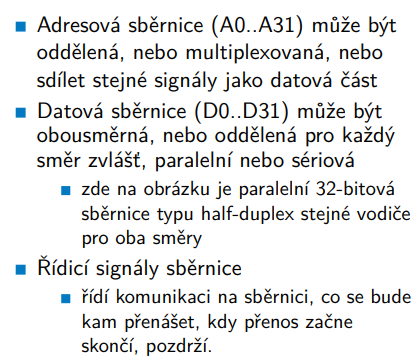 Adresová sběrnice (A0..A31) může být
oddělená, nebo multiplexovaná, nebo
sdílet stejné signály jako datová část
Datová sběrnice (D0..D31) může být
obousměrná, nebo oddělená pro každý
směr zvlášť, paralelní nebo sériová
zde na obrázku je paralelní 32-bitová
sběrnice typu half-duplex stejné vodiče
pro oba směry
Řídicí signály sběrnice
řídí komunikaci na sběrnici, co se bude
kam přenášet, kdy přenos začne
skončí, pozdrží.